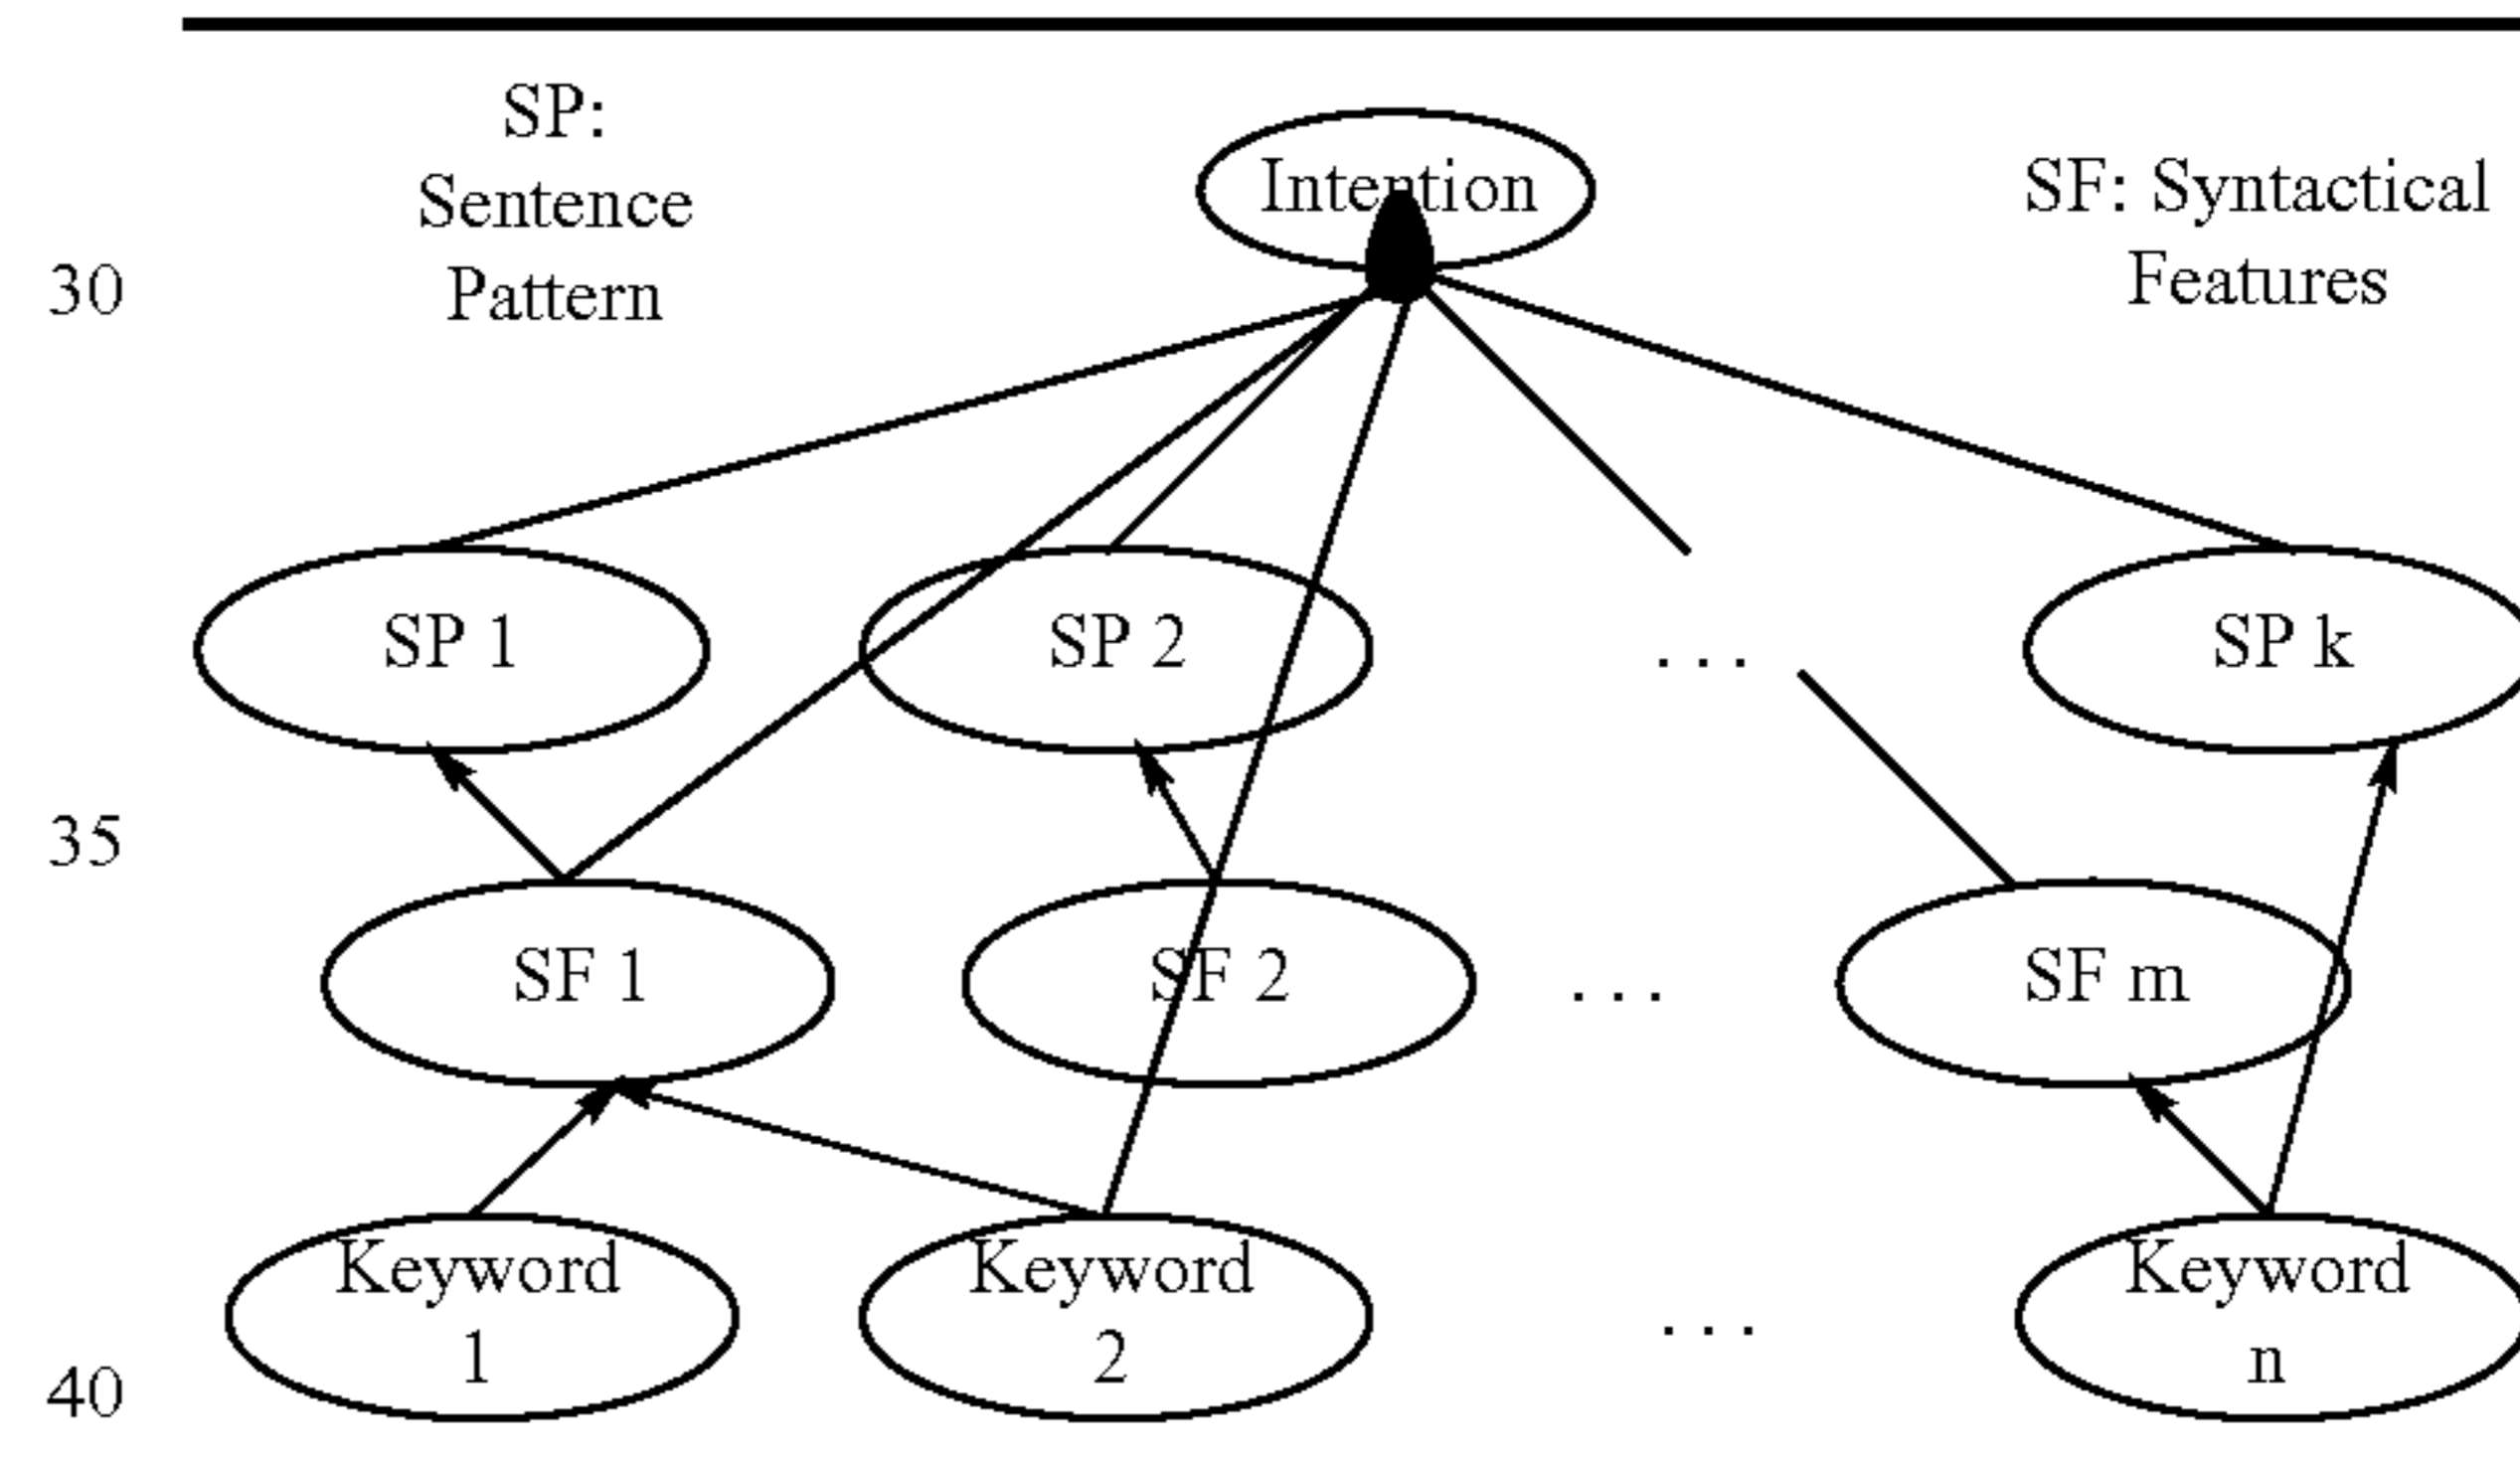 SP:
Sentence
Pattern
Intention
SF: Syntactical
Features
30
SP 1
SP 2
...
SP k
35
SF 1
SF 2
...
SF m
Keyword
1
Keyword
2
...
Keyword
n
40